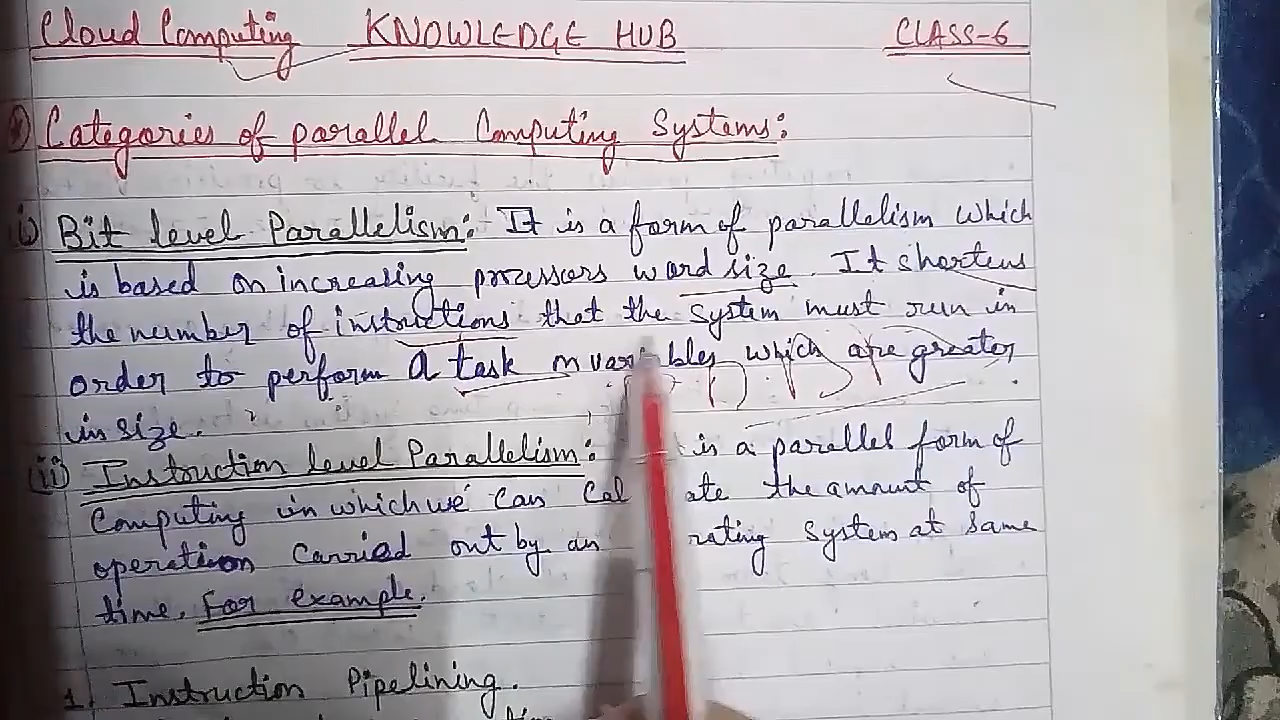 Cloud Computing KNOWLEDGE HUB CLASS-6
Categories of parallel Computing Systems:
i) Bit level Parallelism: It is a form of parallelism which
is based on increasing processors word size. It shortens
the number of instructions that the system must run in
order to perform a task which are greater
in size.
(ii) Instruction level Parallelism: is a parallel form of
Computing in which we can the amount of
operation carried out by an system at same
time. For example.
1. Instruction Pipelining.